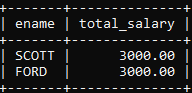 +-------+--------------+
| ename | total_salary |
+-------+--------------+
| SCOTT |      3000.00 |
| FORD  |      3000.00 |
+-------+--------------+